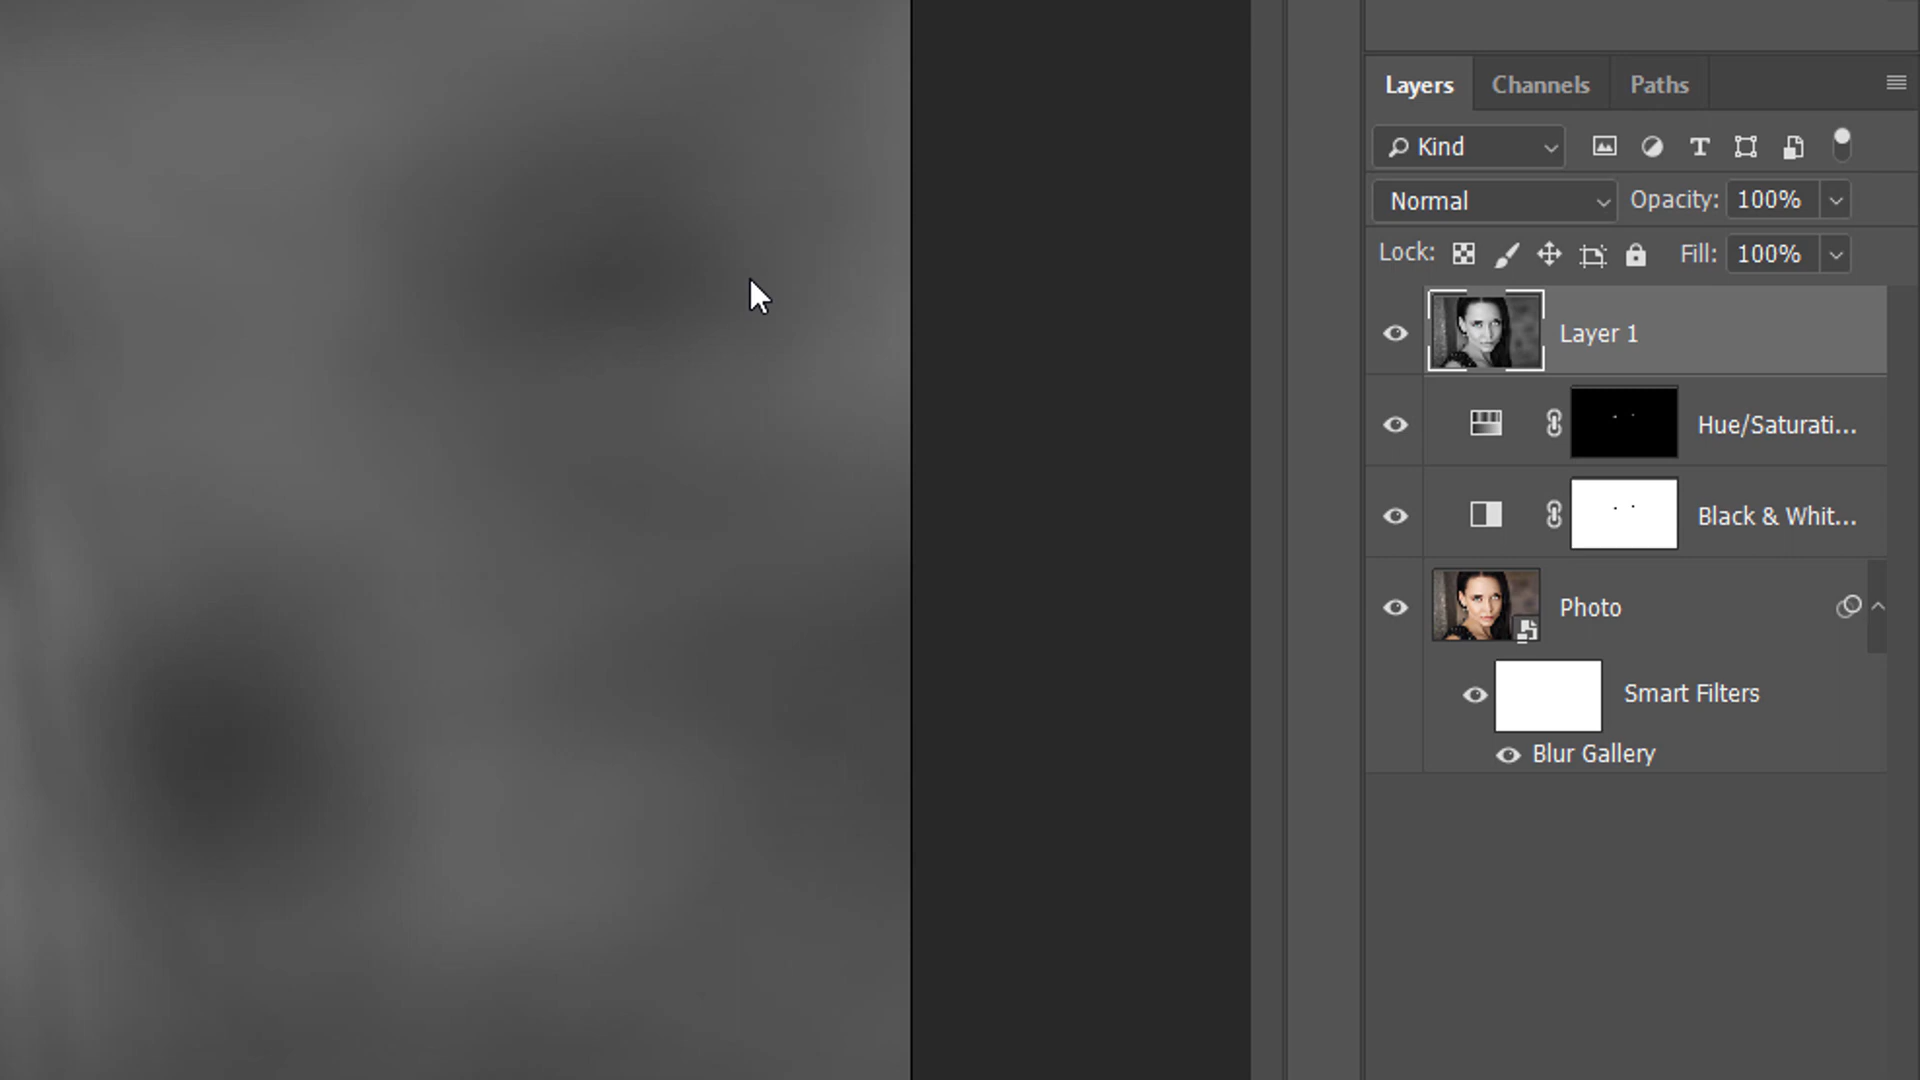 Layers Channels Paths
Kind
Normal Opacity: 100%
Lock: Fill: 100%
Layer 1
Hue/Saturati...
Black & Whit...
Photo
Smart Filters
Blur Gallery